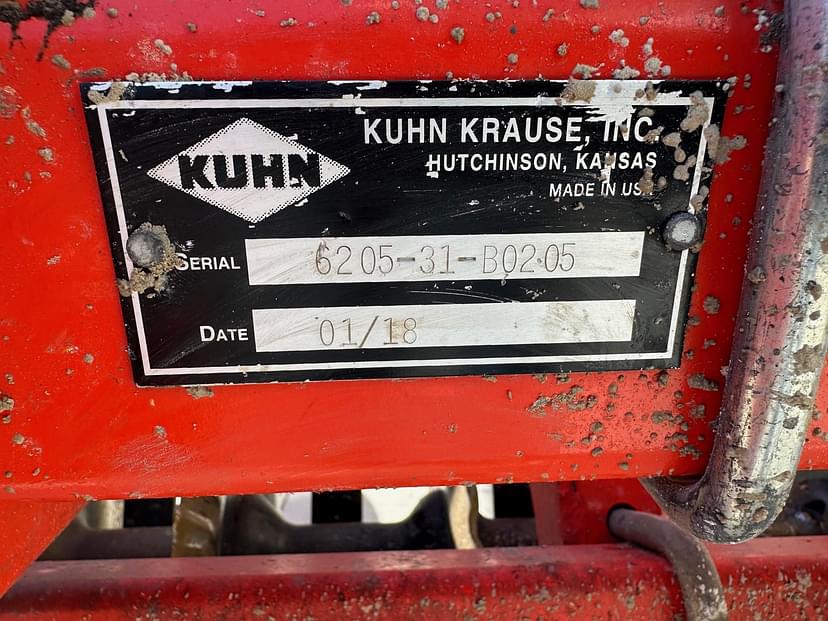 KUHN
KUHN KRAUSE, INC.
HUTCHINSON, KANSAS
MADE IN USA
SERIAL 6205-31-B0205
DATE 01/18